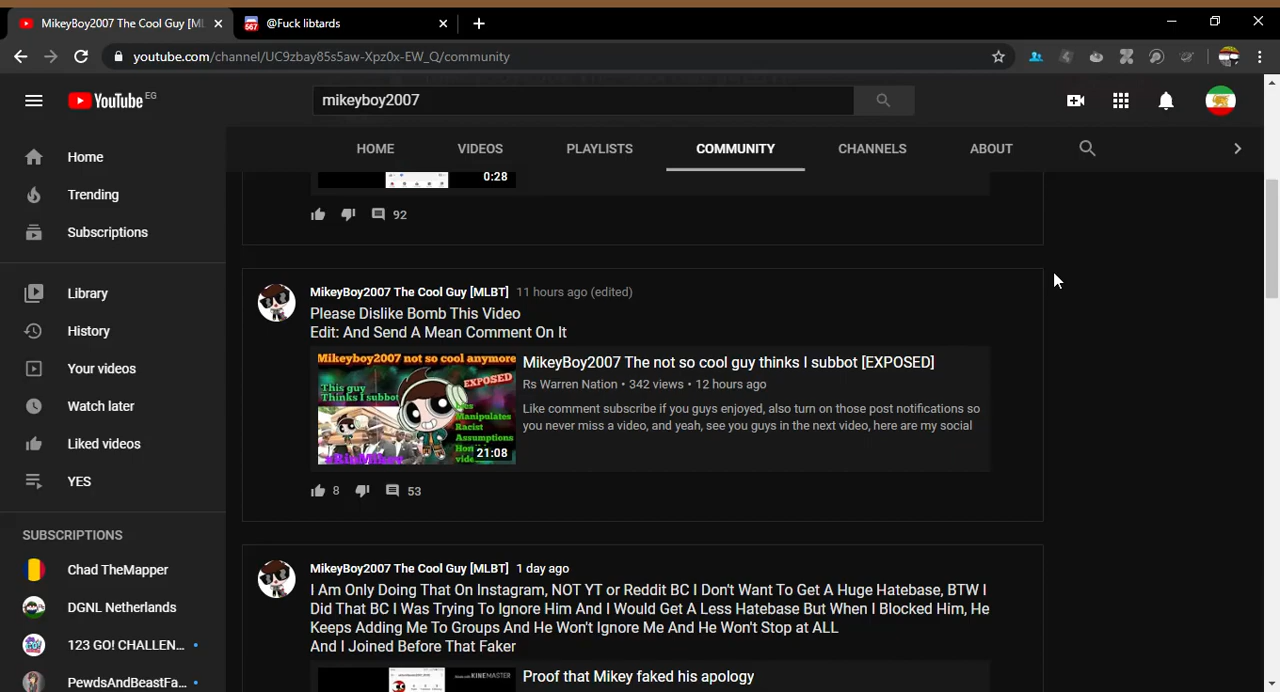 MikeyBoy2007 The Cool Guy [ML
567
@Fuck libtards
youtube.com/channel/UC9zbay85s5aw-Xpz0x-EW_Q/community
YouTube EG
mikeyboy2007
HOME
VIDEOS
PLAYLISTS
COMMUNITY
CHANNELS
ABOUT
Home
Trending
Subscriptions
Library
History
Your videos
Watch later
Liked videos
YES
SUBSCRIPTIONS
Chad TheMapper
DGNL Netherlands
123 GO! CHALLEN...
PewdsAndBeastFa...
0:28
92
MikeyBoy2007 The Cool Guy [MLBT] 11 hours ago (edited)
Please Dislike Bomb This Video
Edit: And Send A Mean Comment On It
Mikeyboy2007 not so cool anymore
EXPOSED
This guy
Thinks I subbot
Manipulates
Racist
Assumptions
21:08
MikeyBoy2007 The not so cool guy thinks I subbot [EXPOSED]
Rs Warren Nation • 342 views • 12 hours ago
Like comment subscribe if you guys enjoyed, also turn on those post notifications so
you never miss a video, and yeah, see you guys in the next video, here are my social
8
53
MikeyBoy2007 The Cool Guy [MLBT] 1 day ago
I Am Only Doing That On Instagram, NOT YT or Reddit BC I Don't Want To Get A Huge Hatebase, BTW I
Did That BC I Was Trying To Ignore Him And I Would Get A Less Hatebase But When I Blocked Him, He
Keeps Adding Me To Groups And He Won't Ignore Me And He Won't Stop at ALL
And I Joined Before That Faker
KINEMASTER
Proof that Mikey faked his apology